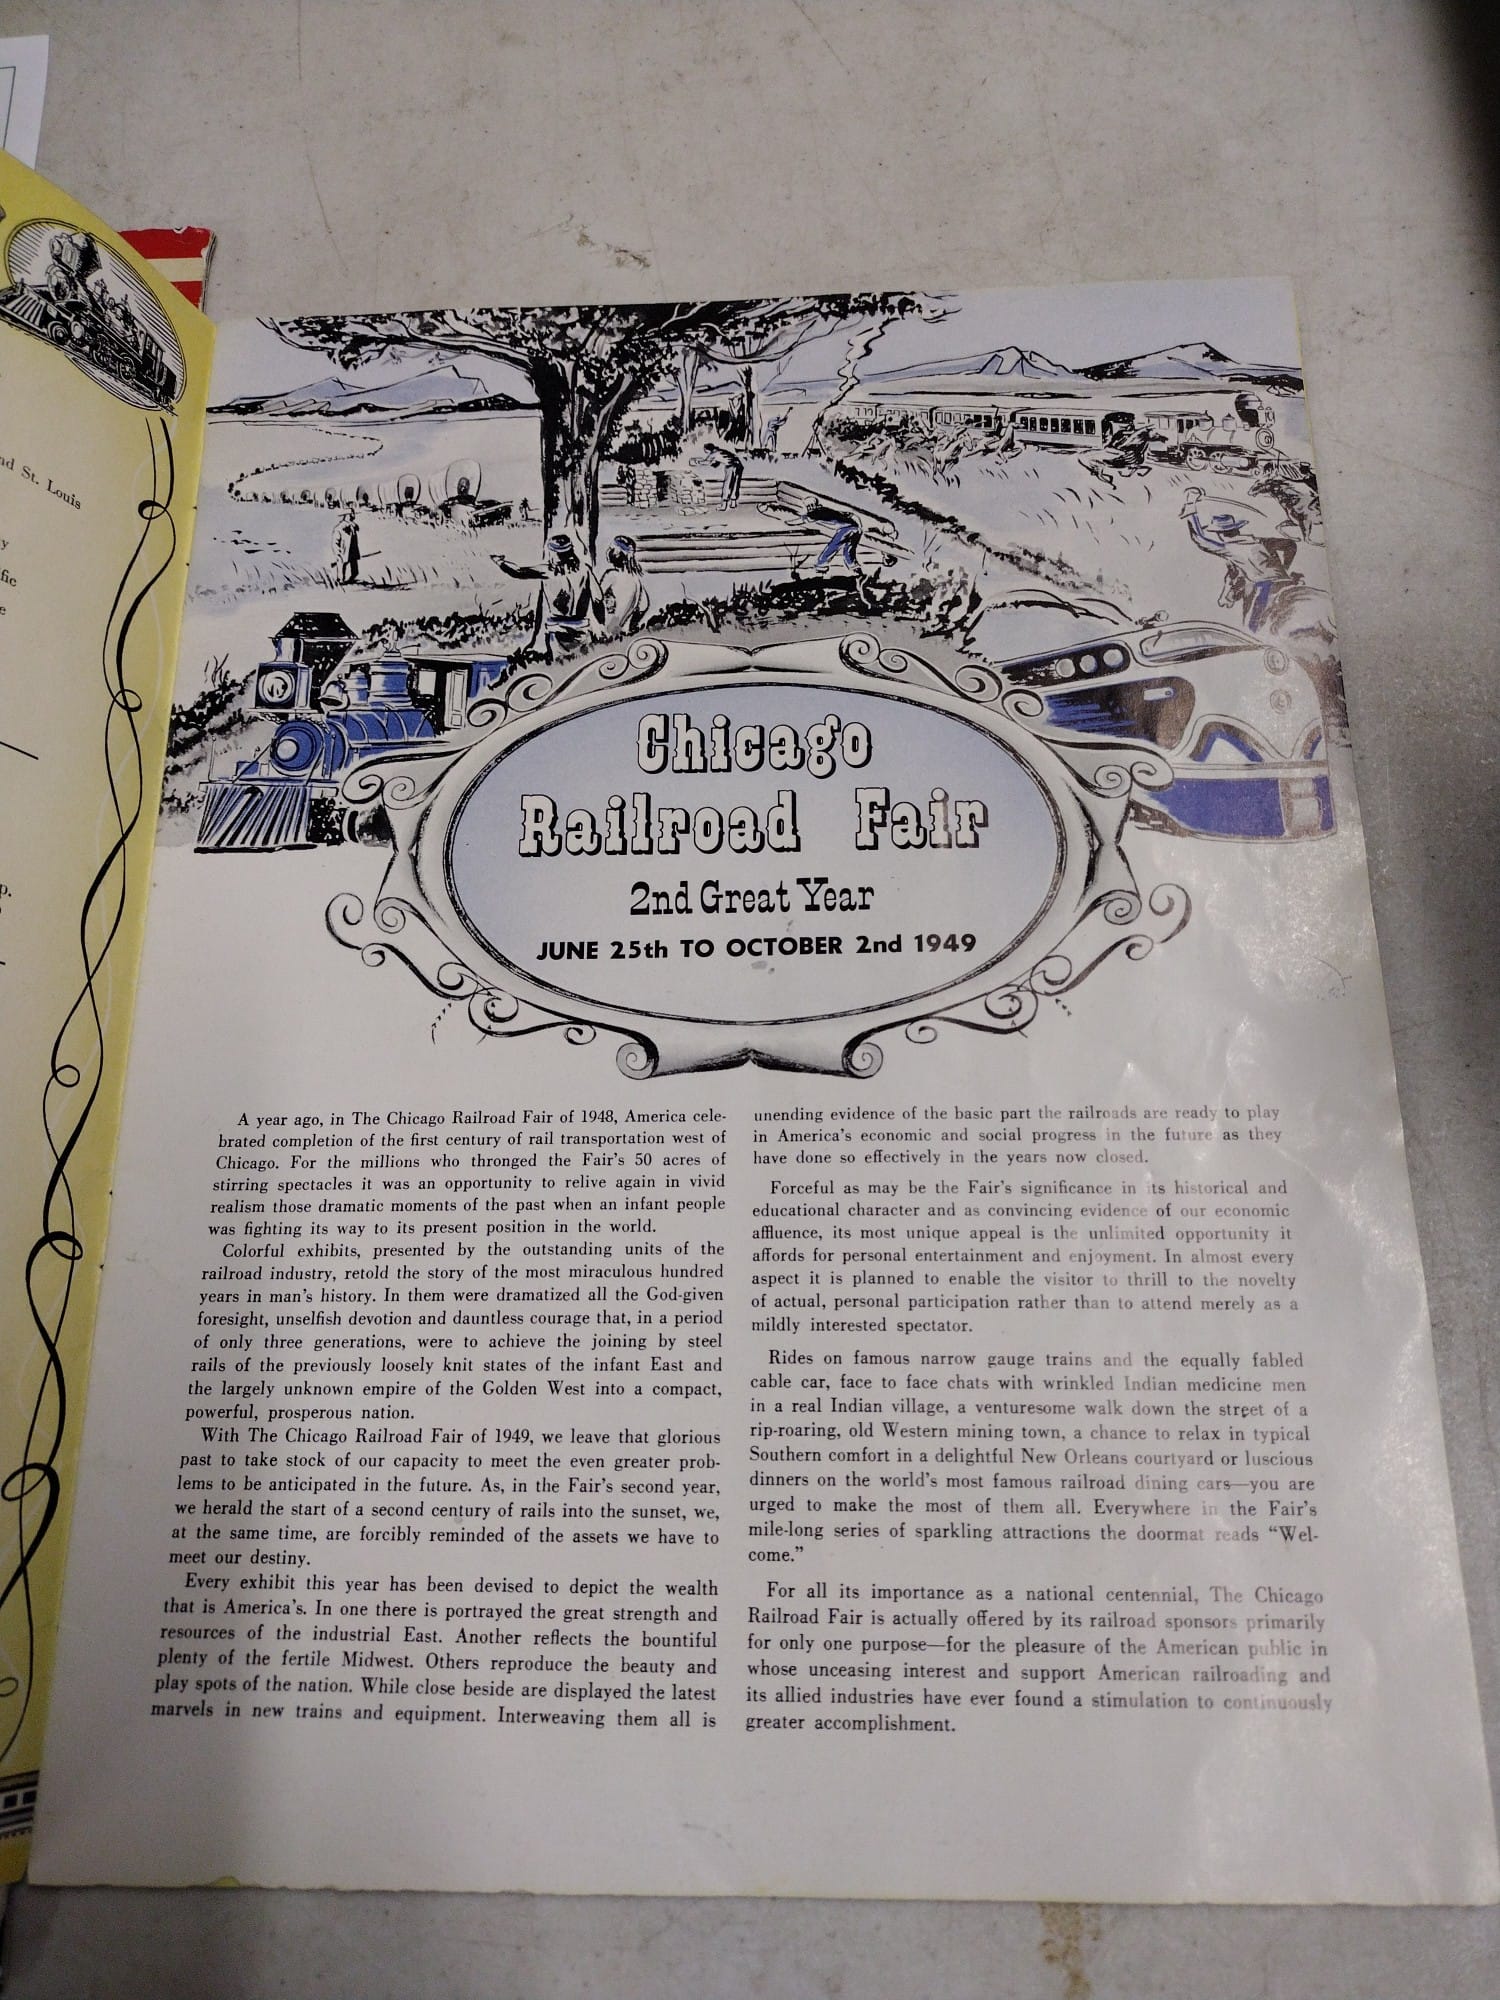 nd St. Louis
y
fic
e
p.
Chicago
Railroad Fair
2nd Great Year
JUNE 25th TO OCTOBER 2nd 1949
A year ago, in The Chicago Railroad Fair of 1948, America cele-
brated completion of the first century of rail transportation west of
Chicago. For the millions who thronged the Fair's 50 acres of
stirring spectacles it was an opportunity to relive again in vivid
realism those dramatic moments of the past when an infant people
was fighting its way to its present position in the world.
Colorful exhibits, presented by the outstanding units of the
railroad industry, retold the story of the most miraculous hundred
years in man's history. In them were dramatized all the God-given
foresight, unselfish devotion and dauntless courage that, in a period
of only three generations, were to achieve the joining by steel
rails of the previously loosely knit states of the infant East and
the largely unknown empire of the Golden West into a compact,
powerful, prosperous nation.
With The Chicago Railroad Fair of 1949, we leave that glorious
past to take stock of our capacity to meet the even greater prob-
lems to be anticipated in the future. As, in the Fair's second year,
we herald the start of a second century of rails into the sunset, we,
at the same time, are forcibly reminded of the assets we have to
meet our destiny.
Every exhibit this year has been devised to depict the wealth
that is America's. In one there is portrayed the great strength and
resources of the industrial East. Another reflects the bountiful
plenty of the fertile Midwest. Others reproduce the beauty and
play spots of the nation. While close beside are displayed the latest
marvels in new trains and equipment. Interweaving them all is
unending evidence of the basic part the railroads are ready to play
in America's economic and social progress in the future as they
have done so effectively in the years now closed.
Forceful as may be the Fair's significance in its historical and
educational character and as convincing evidence of our economic
affluence, its most unique appeal is the unlimited opportunity it
affords for personal entertainment and enjoyment. In almost every
aspect it is planned to enable the visitor to thrill to the novelty
of actual, personal participation rather than to attend merely as a
mildly interested spectator.
Rides on famous narrow gauge trains and the equally fabled
cable car, face to face chats with wrinkled Indian medicine men
in a real Indian village, a venturesome walk down the street of a
rip-roaring, old Western mining town, a chance to relax in typical
Southern comfort in a delightful New Orleans courtyard or luscious
dinners on the world's most famous railroad dining cars—you are
urged to make the most of them all. Everywhere in the Fair's
mile-long series of sparkling attractions the doormat reads “Wel-
come.”
For all its importance as a national centennial, The Chicago
Railroad Fair is actually offered by its railroad sponsors primarily
for only one purpose—for the pleasure of the American public in
whose unceasing interest and support American railroading and
its allied industries have ever found a stimulation to continuously
greater accomplishment.